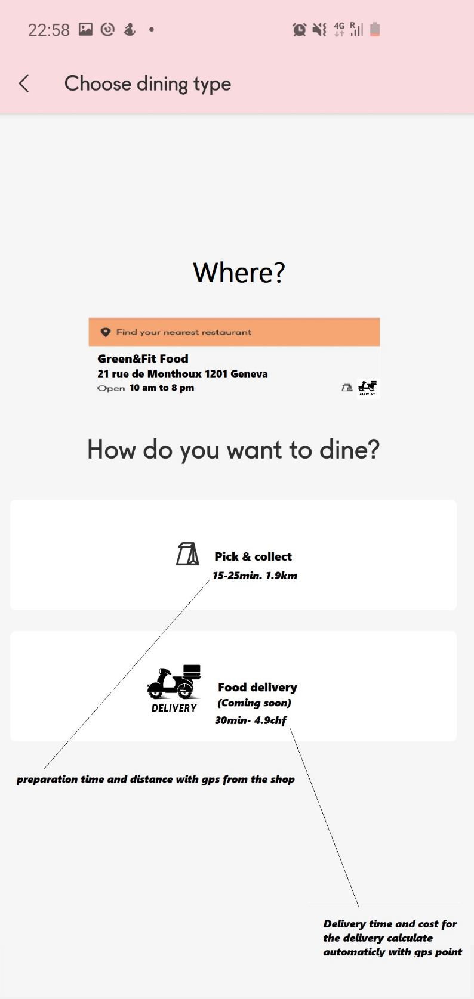 22:58
4G R
Choose dining type
Where?
Find your nearest restaurant
Green&Fit Food
21 rue de Monthoux 1201 Geneva
Open 10 am to 8 pm
DELIVERY
How do you want to dine?
Pick & collect
15-25min. 1.9km
Food delivery
(Coming soon)
DELIVERY
30min- 4.9chf
preparation time and distance with gps from the shop
Delivery time and cost for
the delivery calculate
automaticly with gps point